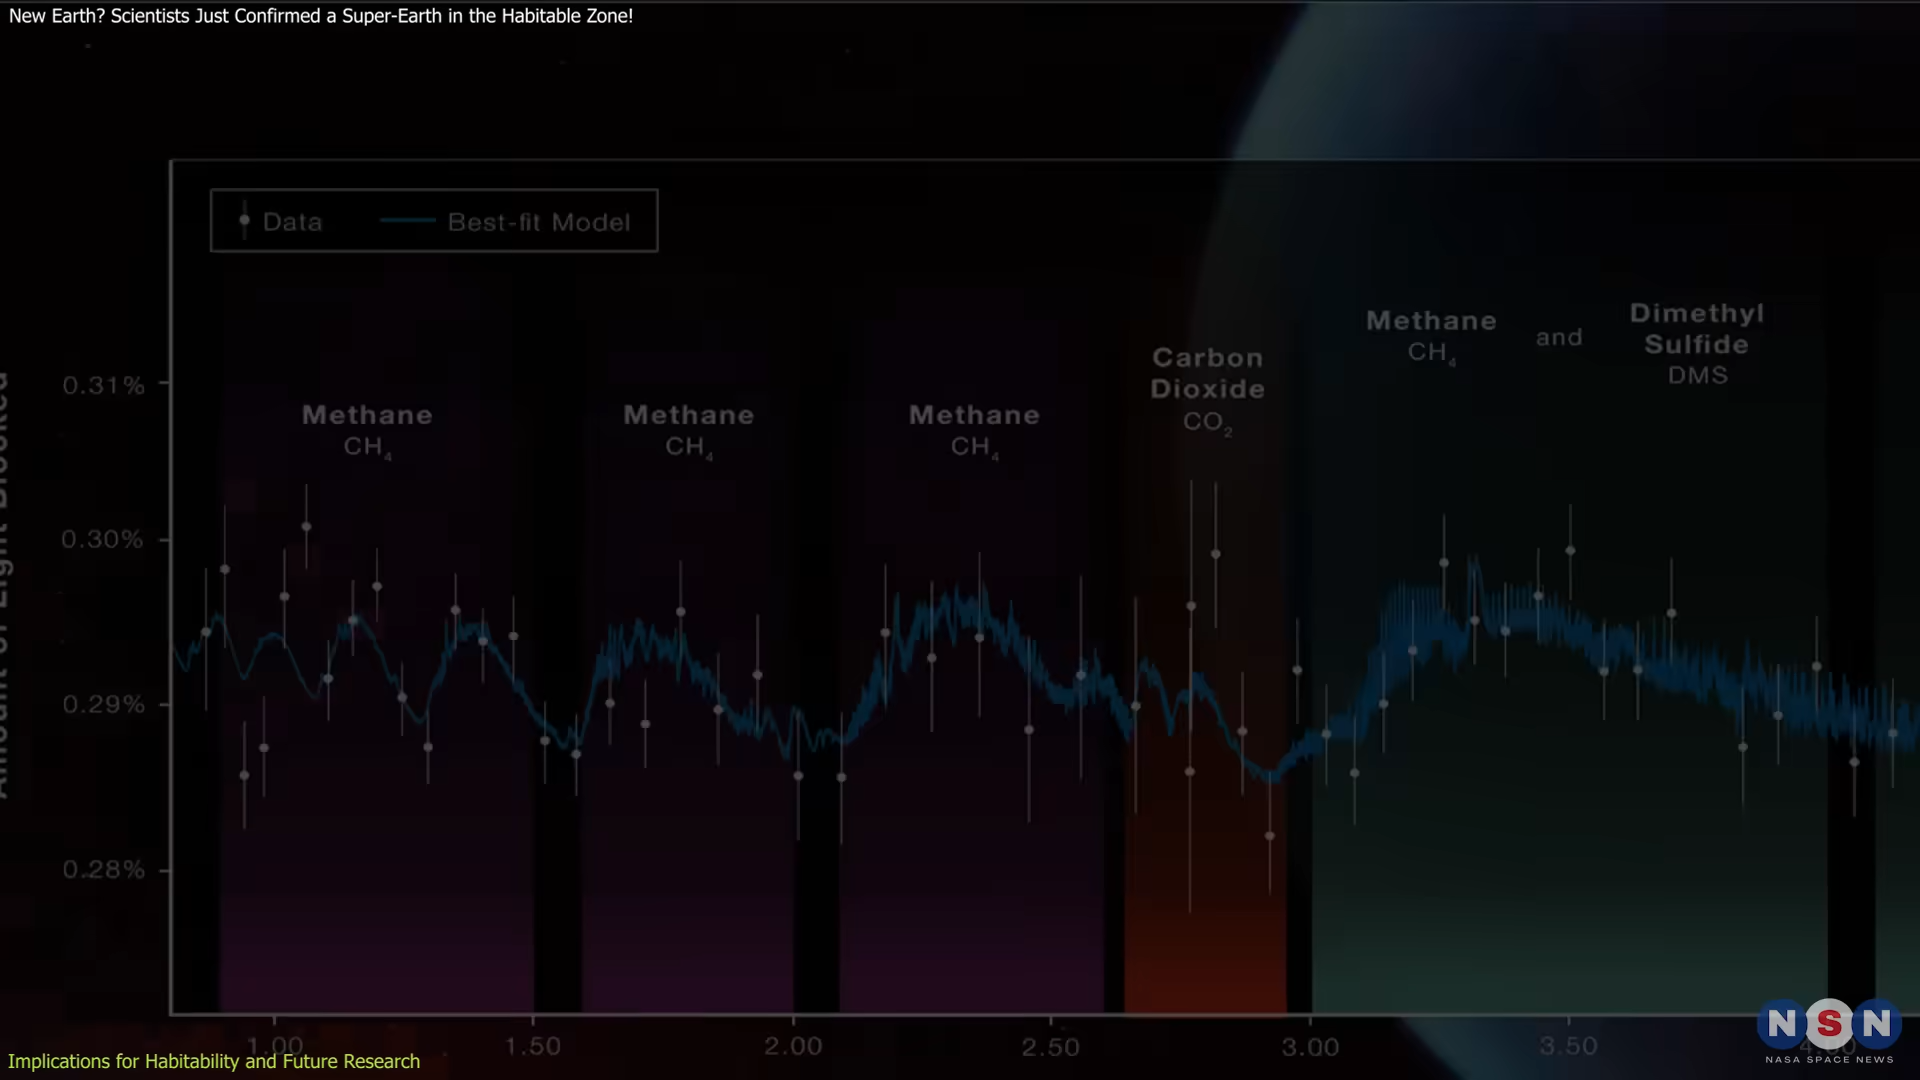 New Earth? Scientists Just Confirmed a Super-Earth in the Habitable Zone!
Data
Best-fit Model
Methane
CH₄
Methane
CH₄
Methane
CH₄
Carbon
Dioxide
CO₂
Methane
CH₄
and
Dimethyl
Sulfide
DMS
0.31%
0.30%
0.29%
0.28%
1.00
1.50
2.00
2.50
3.00
3.50
4.00
Implications for Habitability and Future Research
NSN
NASA SPACE NEWS